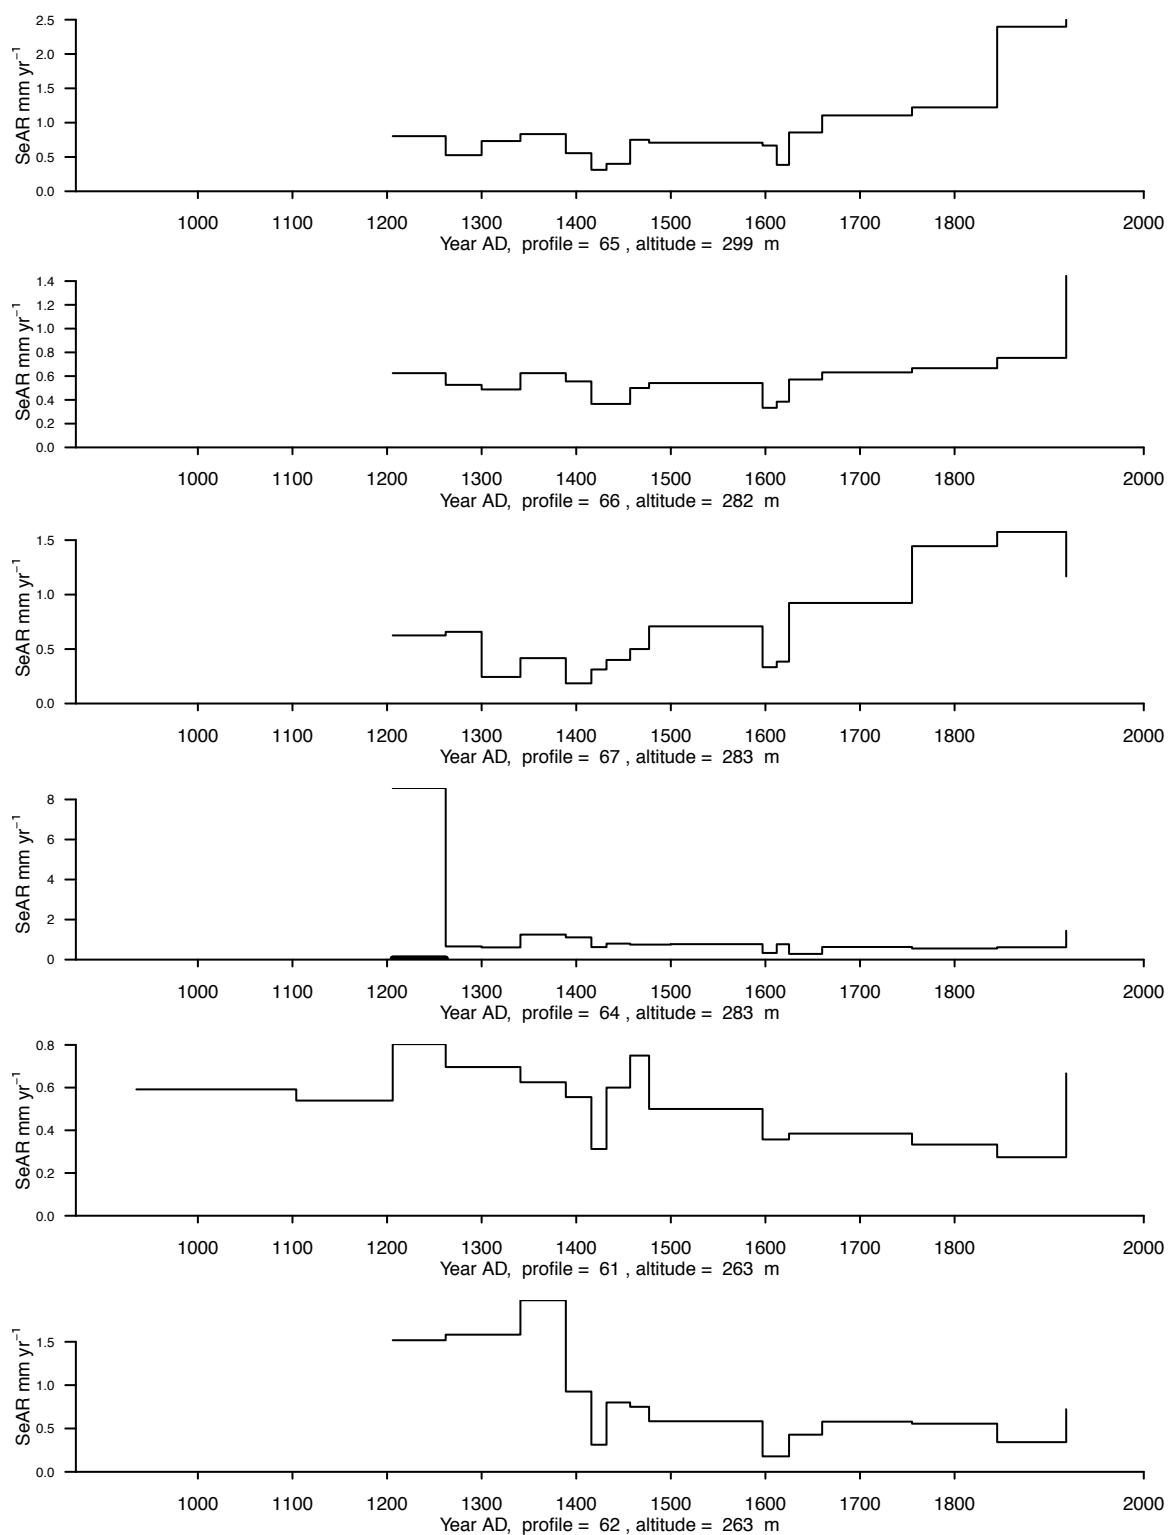 SeAR mm yr⁻¹
2.5
2.0
1.5
1.0
0.5
0.0
1000 1100 1200 1300 1400 1500 1600 1700 1800 2000
Year AD, profile = 65 , altitude = 299 m
SeAR mm yr⁻¹
1.4
1.2
1.0
0.8
0.6
0.4
0.2
0.0
1000 1100 1200 1300 1400 1500 1600 1700 1800 2000
Year AD, profile = 66 , altitude = 282 m
SeAR mm yr⁻¹
1.5
1.0
0.5
0.0
1000 1100 1200 1300 1400 1500 1600 1700 1800 2000
Year AD, profile = 67 , altitude = 283 m
SeAR mm yr⁻¹
8
6
4
2
0
1000 1100 1200 1300 1400 1500 1600 1700 1800 2000
Year AD, profile = 64 , altitude = 283 m
SeAR mm yr⁻¹
0.8
0.6
0.4
0.2
0.0
1000 1100 1200 1300 1400 1500 1600 1700 1800 2000
Year AD, profile = 61 , altitude = 263 m
SeAR mm yr⁻¹
1.5
1.0
0.5
0.0
1000 1100 1200 1300 1400 1500 1600 1700 1800 2000
Year AD, profile = 62 , altitude = 263 m